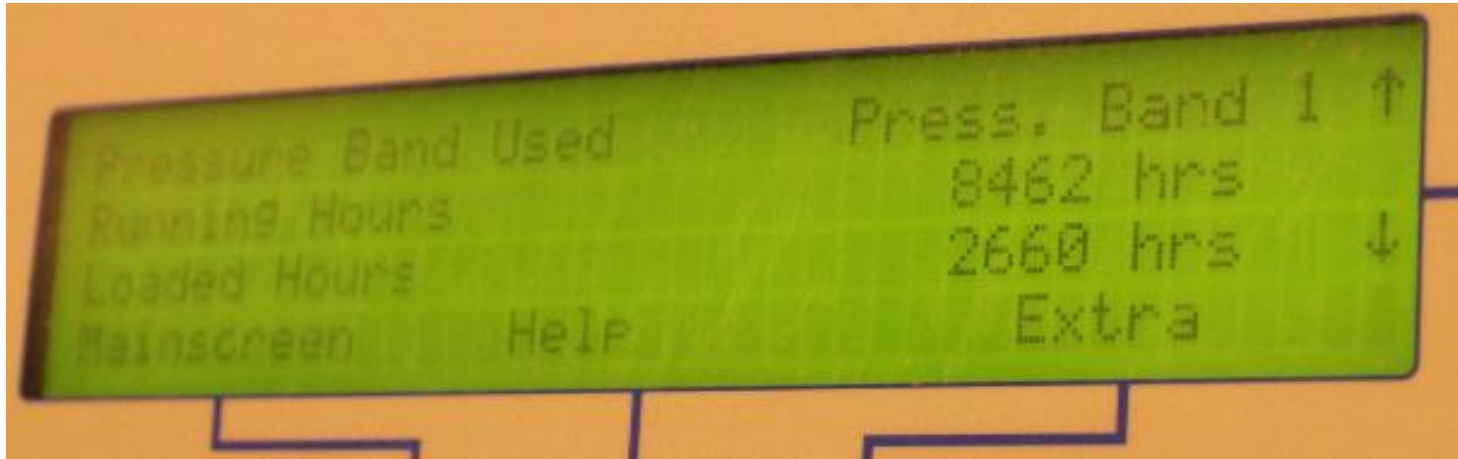 Pressure Band Used Press. Band 1 ↑
Running Hours 8462 hrs
Loaded Hours 2660 hrs ↓
Mainscreen Help Extra